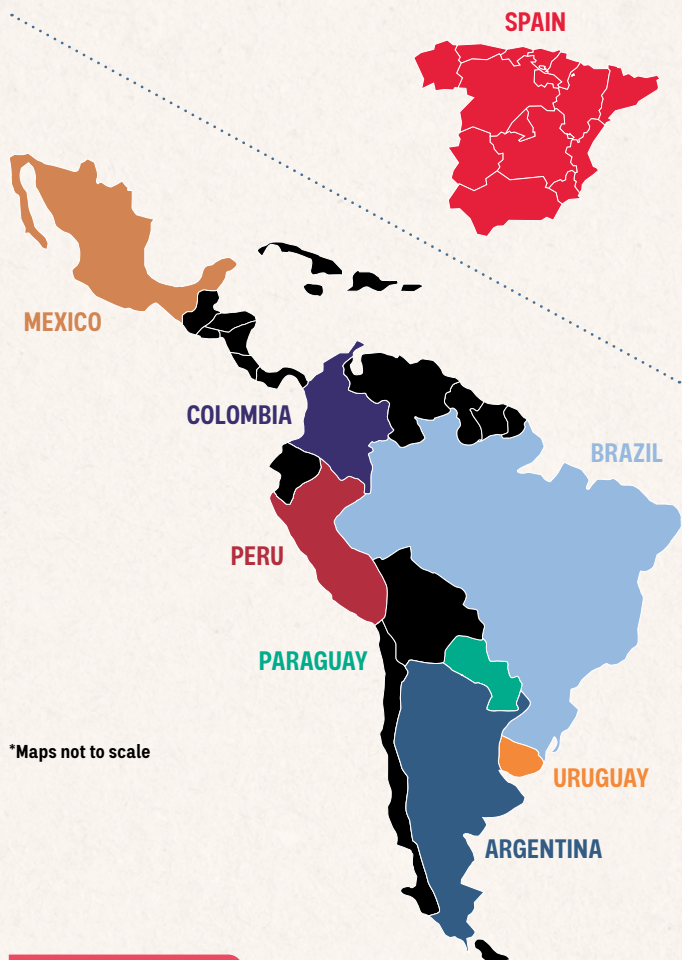 SPAIN
MEXICO
COLOMBIA
BRAZIL
PERU
PARAGUAY
*Maps not to scale
URUGUAY
ARGENTINA